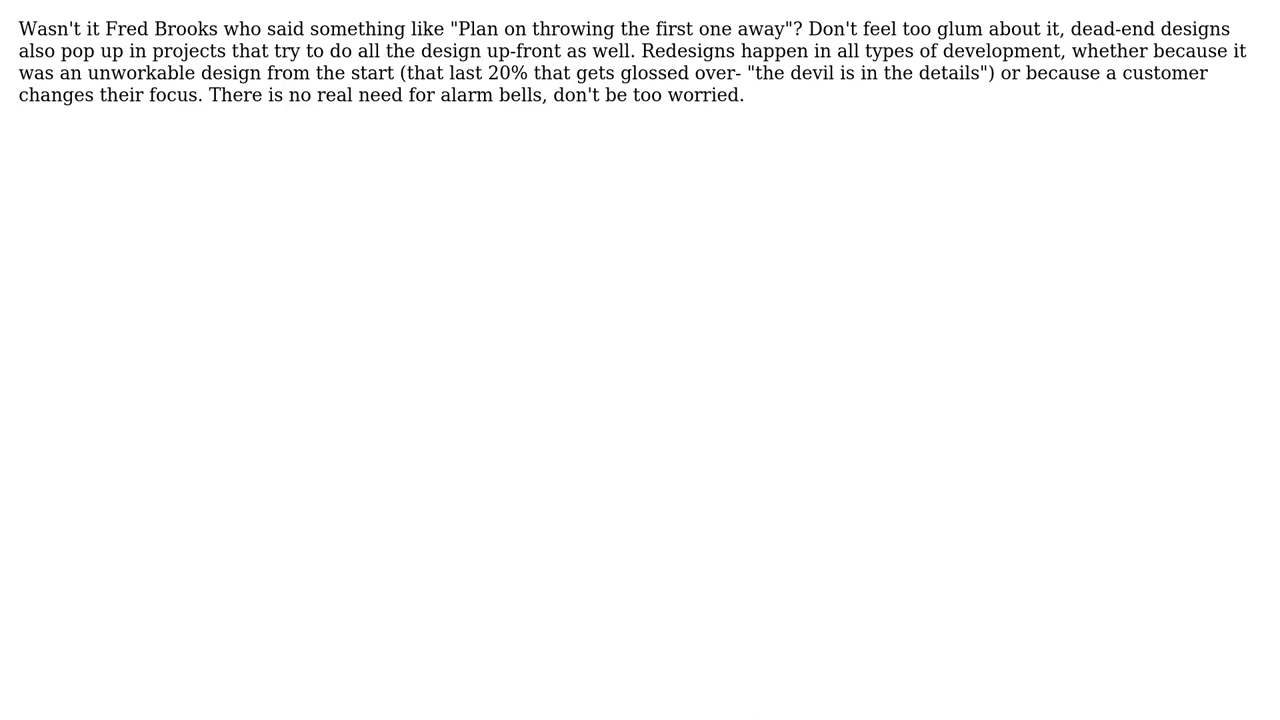 Wasn't it Fred Brooks who said something like "Plan on throwing the first one away"? Don't feel too glum about it, dead-end designs
also pop up in projects that try to do all the design up-front as well. Redesigns happen in all types of development, whether because it
was an unworkable design from the start (that last 20% that gets glossed over- "the devil is in the details") or because a customer
changes their focus. There is no real need for alarm bells, don't be too worried.